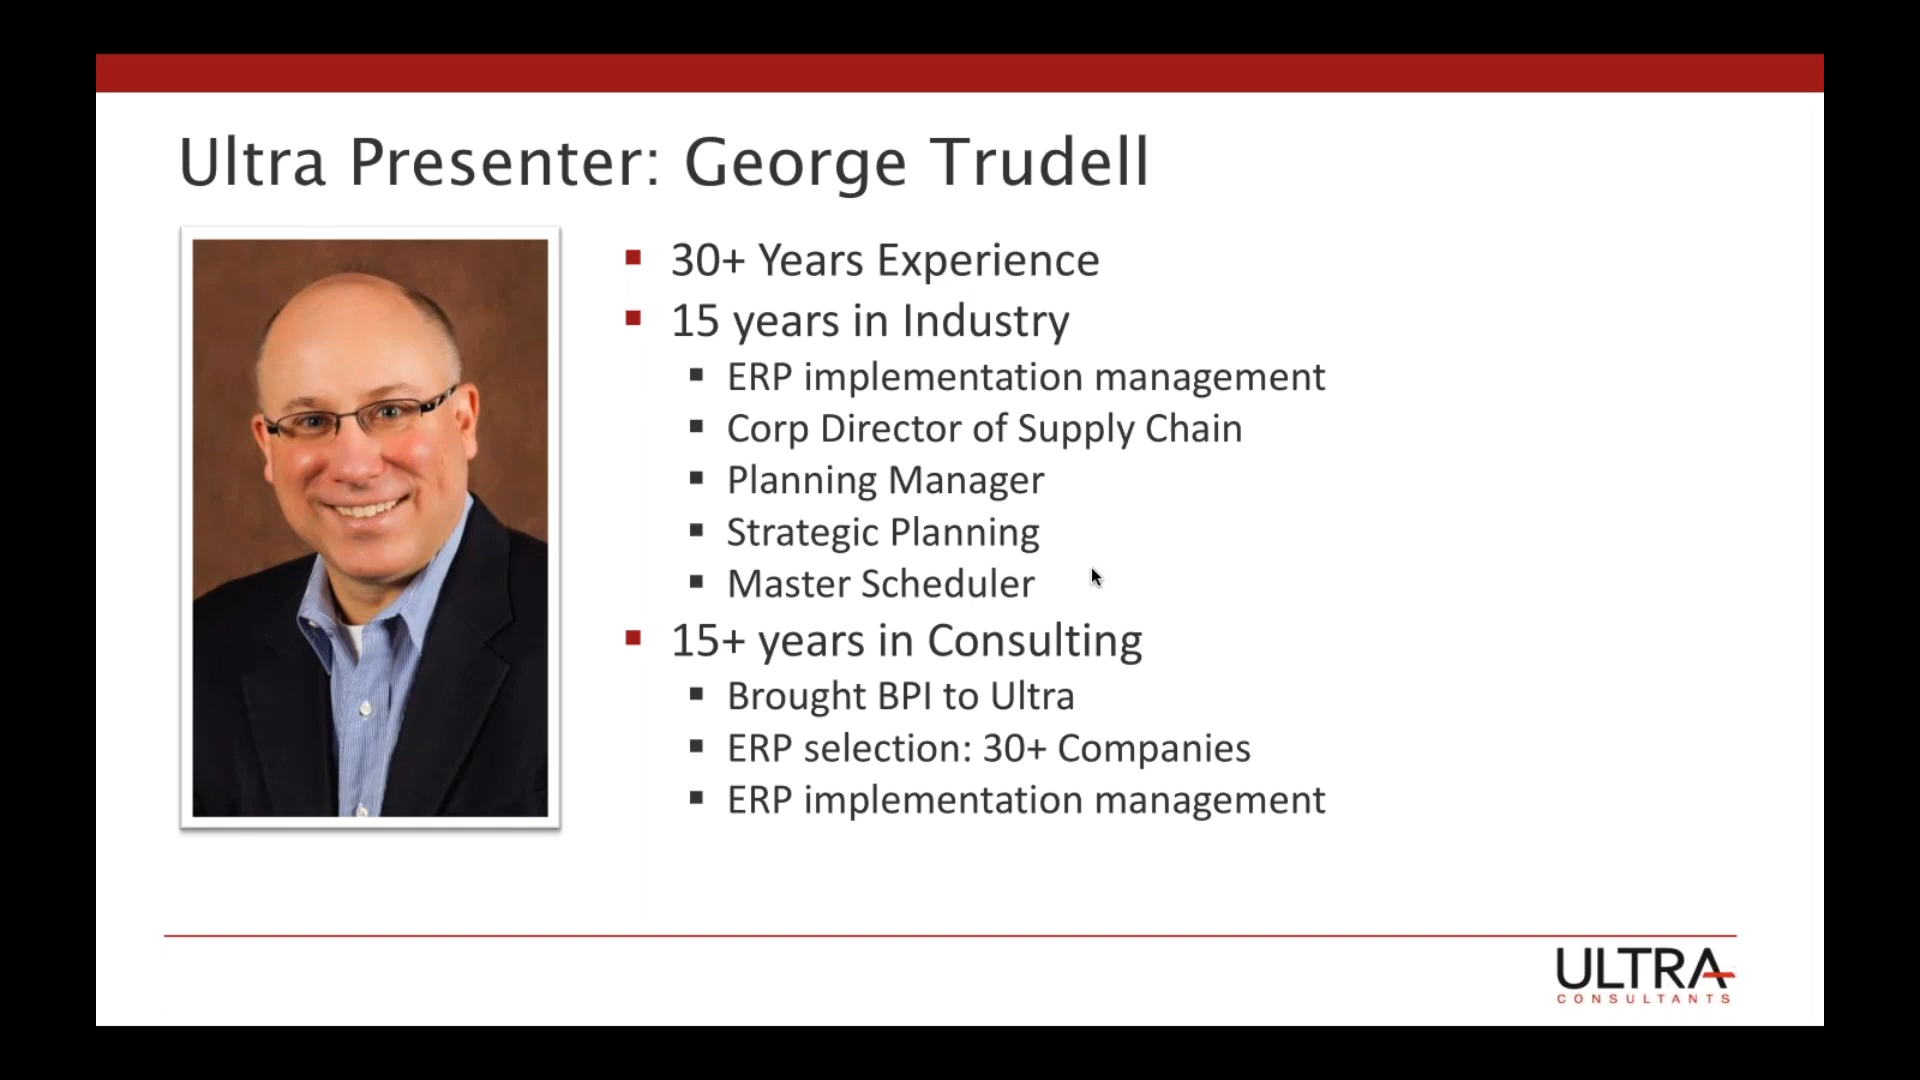 Ultra Presenter: George Trudell
30+ Years Experience
15 years in Industry
ERP implementation management
Corp Director of Supply Chain
Planning Manager
Strategic Planning
Master Scheduler
15+ years in Consulting
Brought BPI to Ultra
ERP selection: 30+ Companies
ERP implementation management
ULTRA
CONSULTANTS